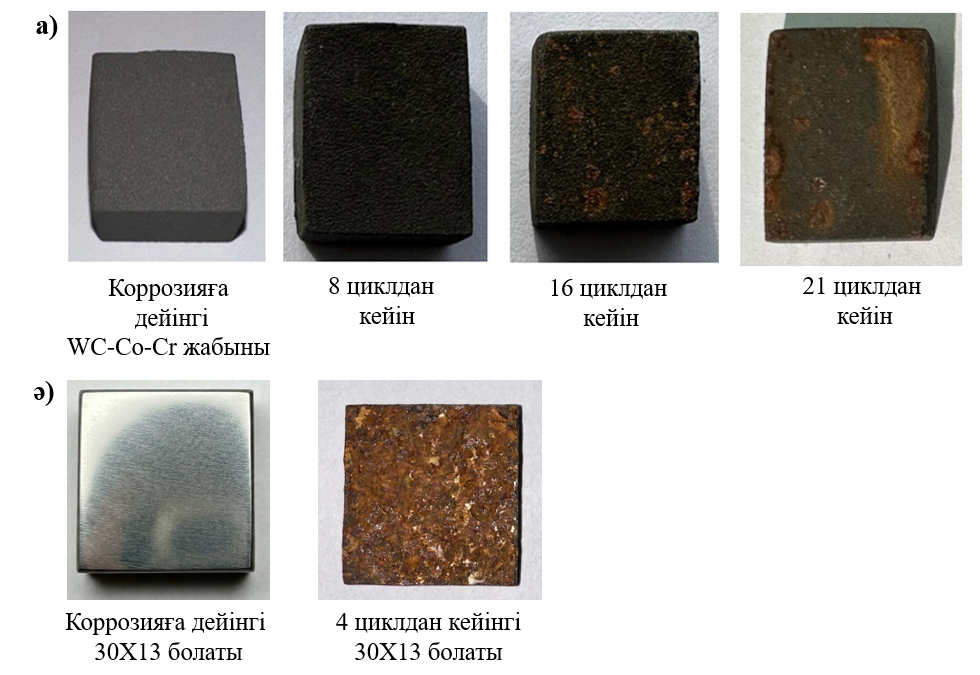 а)
Коррозияға
дейінгі
WC-Co-Cr жабыны
8 циклдан
кейін
16 циклдан
кейін
21 циклдан
кейін
ә)
Коррозияға дейінгі
30Х13 болаты
4 циклдан кейінгі
30Х13 болаты